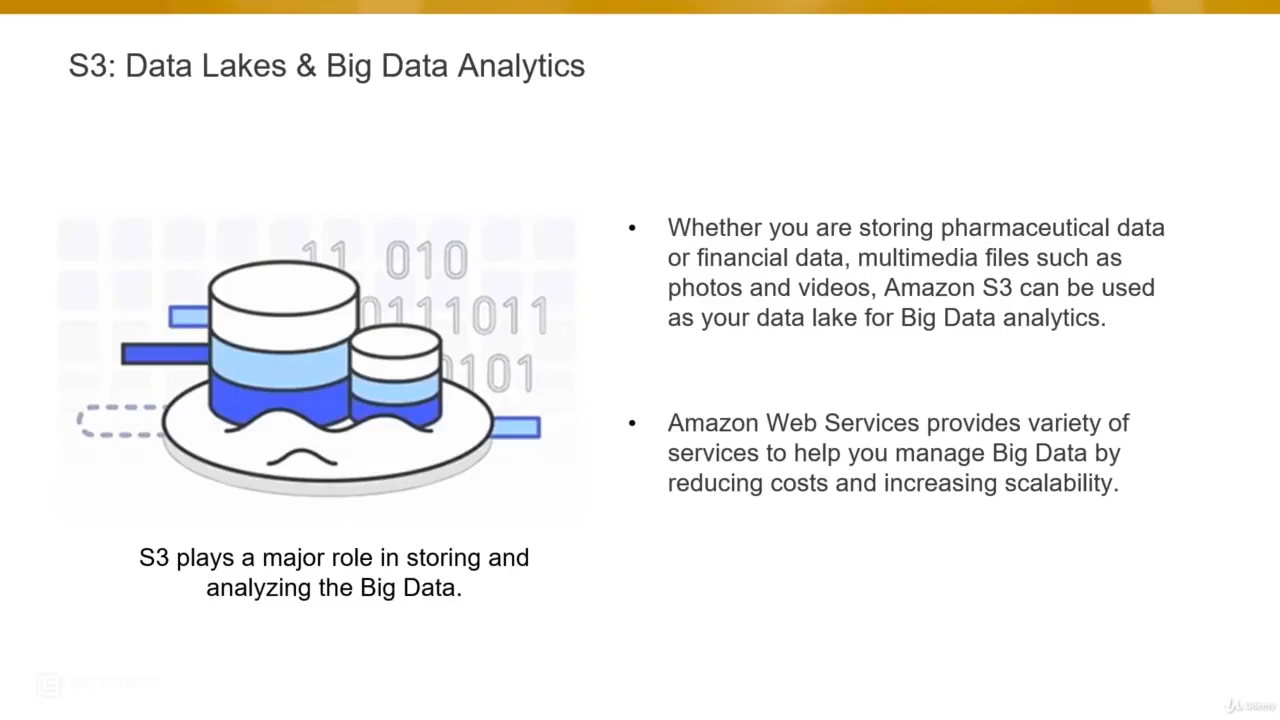 S3: Data Lakes & Big Data Analytics
11 010
0111011
0101
S3 plays a major role in storing and
analyzing the Big Data.
• Whether you are storing pharmaceutical data
or financial data, multimedia files such as
photos and videos, Amazon S3 can be used
as your data lake for Big Data analytics.
• Amazon Web Services provides variety of
services to help you manage Big Data by
reducing costs and increasing scalability.
Udemy